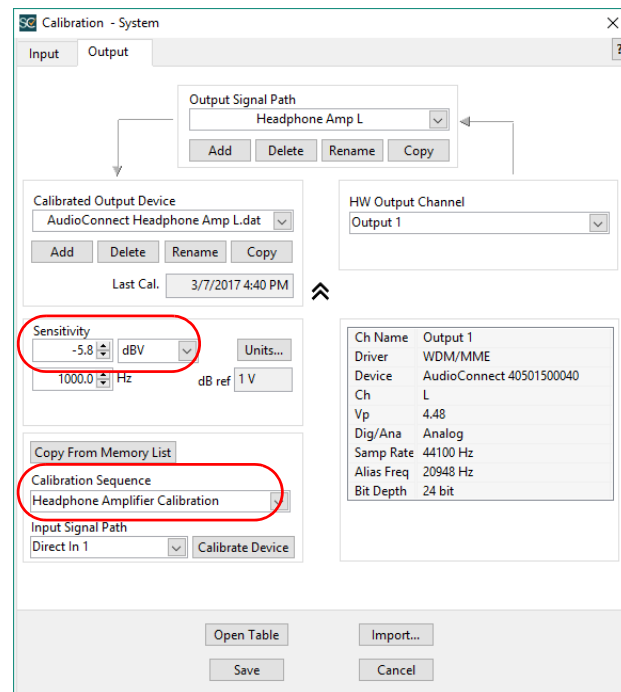 SC Calibration - System
Input Output ?
Output Signal Path
Headphone Amp L
Add Delete Rename Copy
Calibrated Output Device
AudioConnect Headphone Amp L.dat
Add Delete Rename Copy
Last Cal. 3/7/2017 4:40 PM
HW Output Channel
Output 1
Sensitivity
-5.8 dBV Units...
1000.0 Hz dB ref 1 V
Ch Name Output 1
Driver WDM/MME
Device AudioConnect 40501500040
Ch L
Vp 4.48
Dig/Ana Analog
Samp Rate 44100 Hz
Alias Freq 20948 Hz
Bit Depth 24 bit
Copy From Memory List
Calibration Sequence
Headphone Amplifier Calibration
Input Signal Path
Direct In 1 Calibrate Device
Open Table Import...
Save Cancel